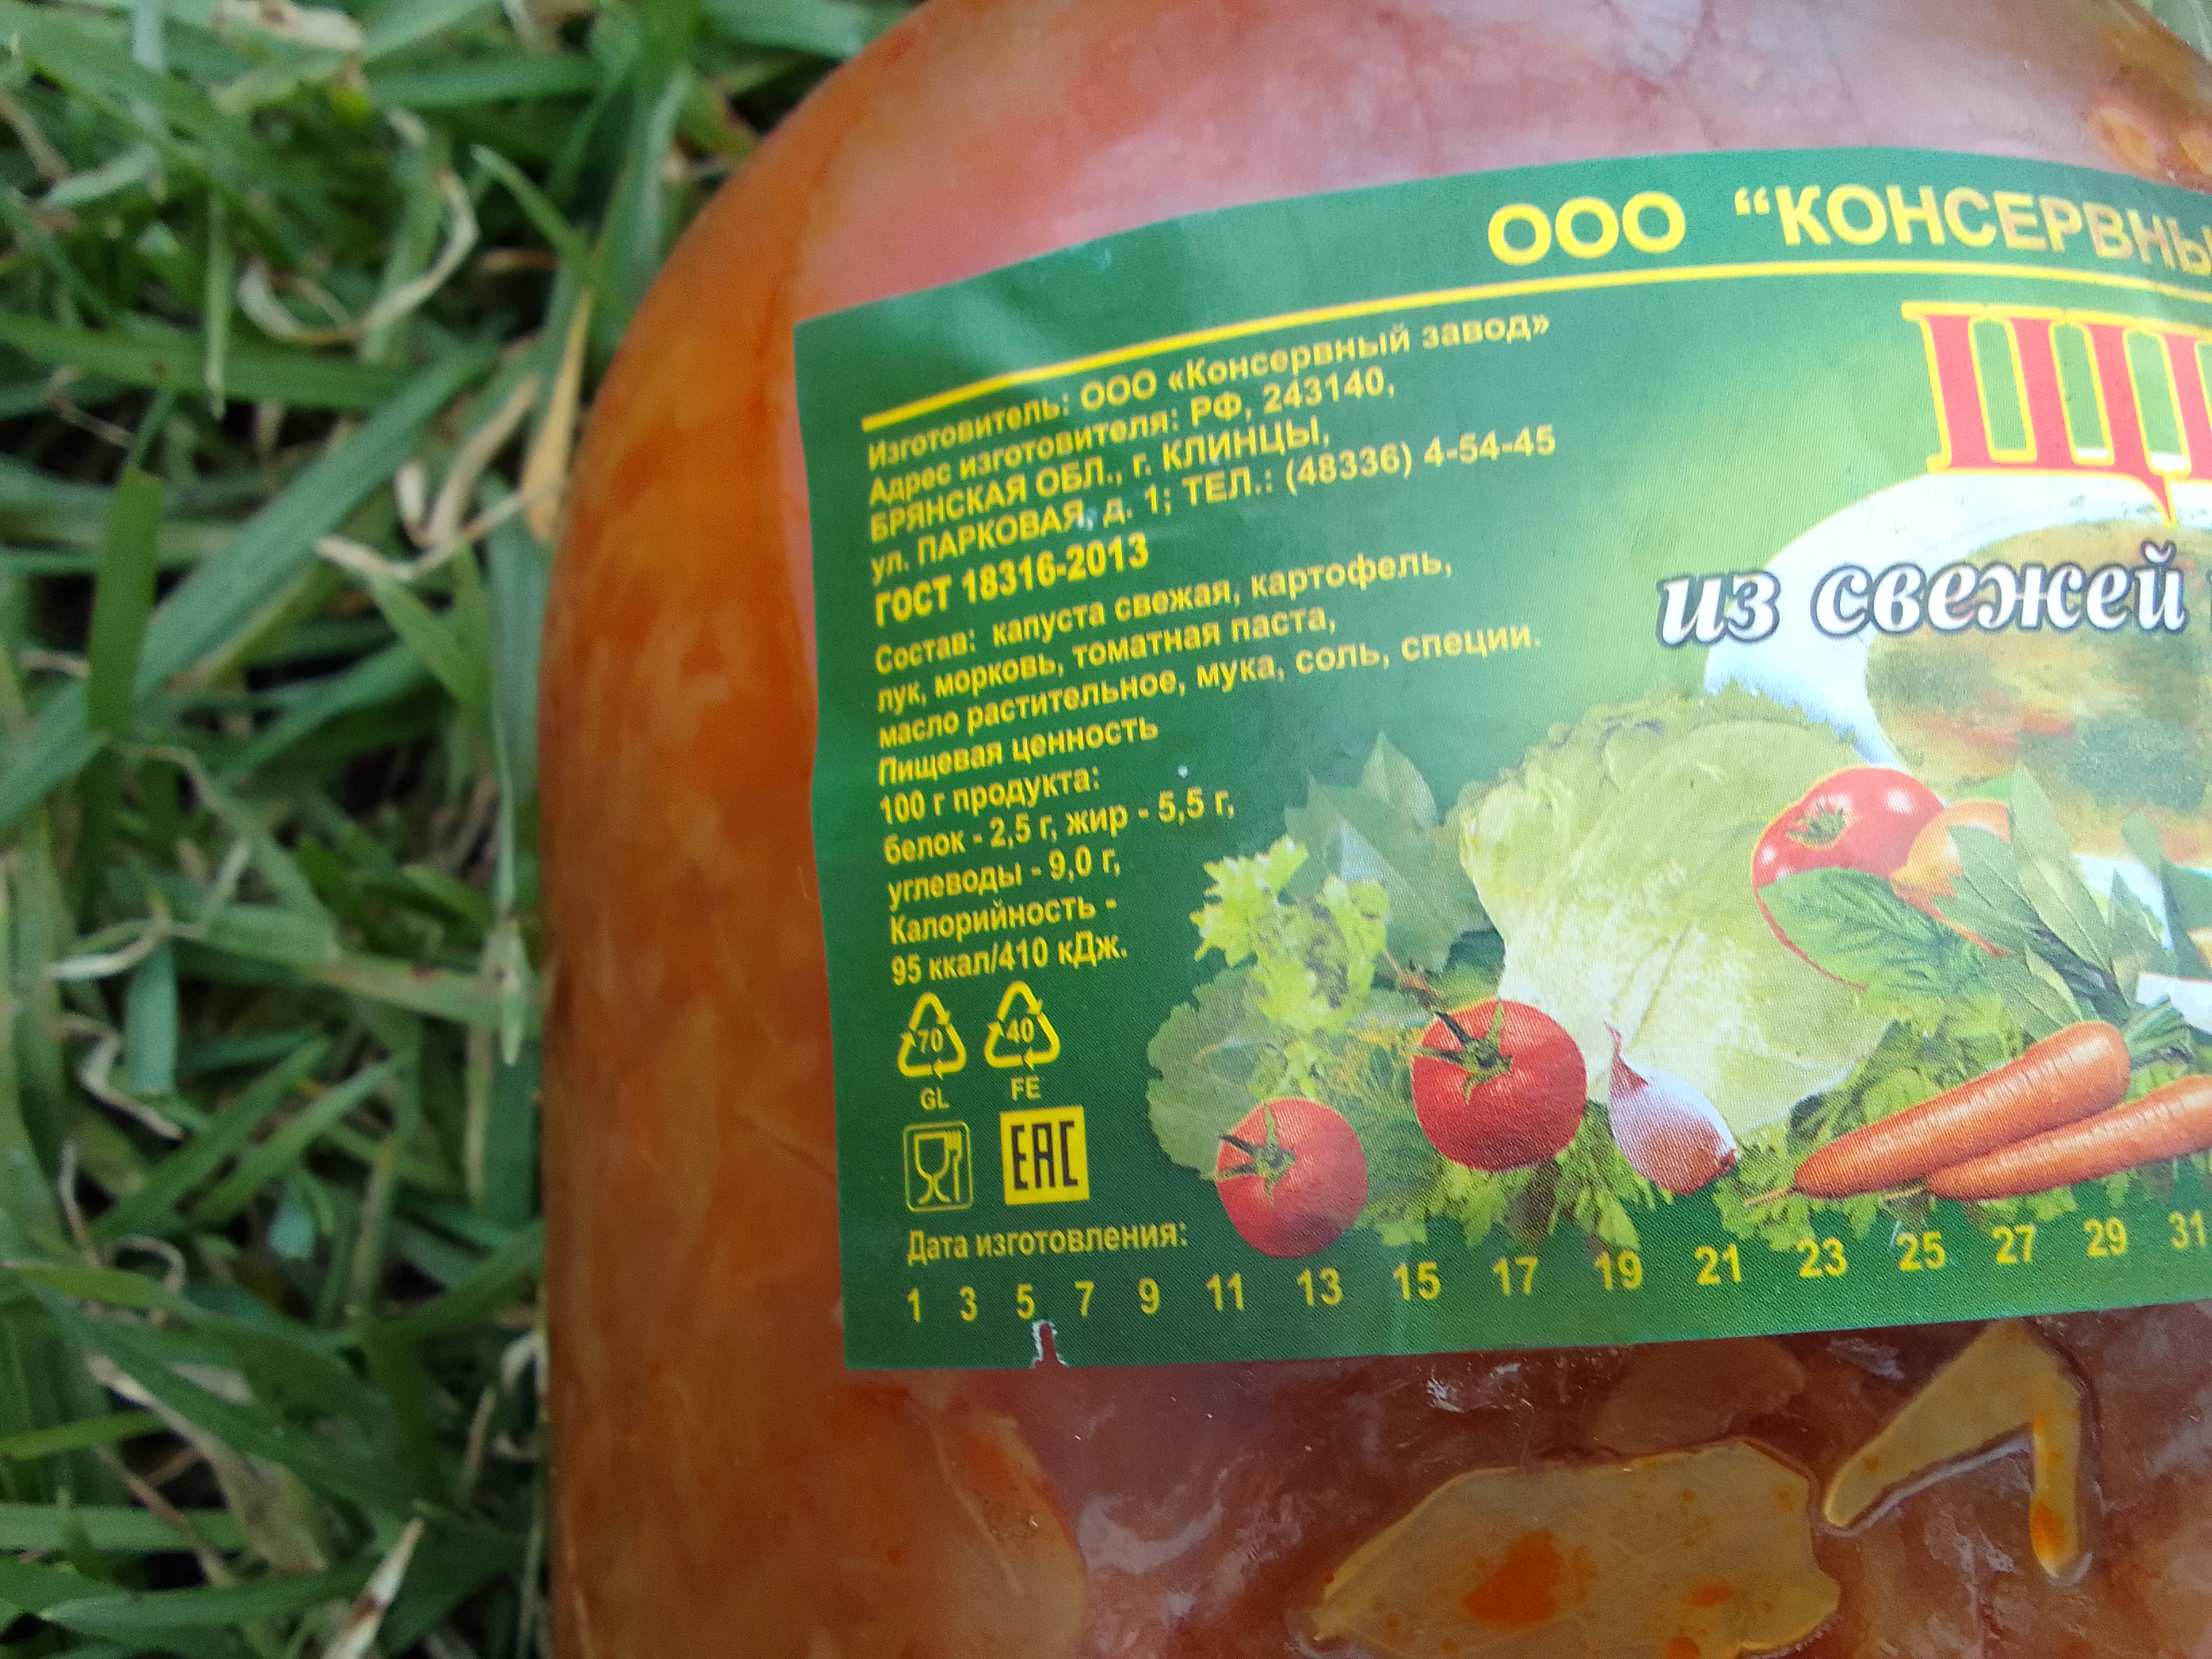 ООО "КОНСЕРВНЫ
Изготовитель: ООО «Консервный завод»
Адрес изготовителя: РФ, 243140,
БРЯНСКАЯ ОБЛ., г. КЛИНЦЫ,
ул. ПАРКОВАЯ, д. 1; ТЕЛ.: (48336) 4-54-45
ГОСТ 18316-2013
Состав: капуста свежая, картофель,
лук, морковь, томатная паста,
масло растительное, мука, соль, специи.
Пищевая ценность
100 г продукта:
белок - 2,5 г, жир - 5,5 г,
углеводы - 9,0 г,
Калорийность -
95 ккал/410 кДж.
70 40
GL FE
EAC
Щ
из свежей
Дата изготовления:
1 3 5 7 9 11 13 15 17 19 21 23 25 27 29 31